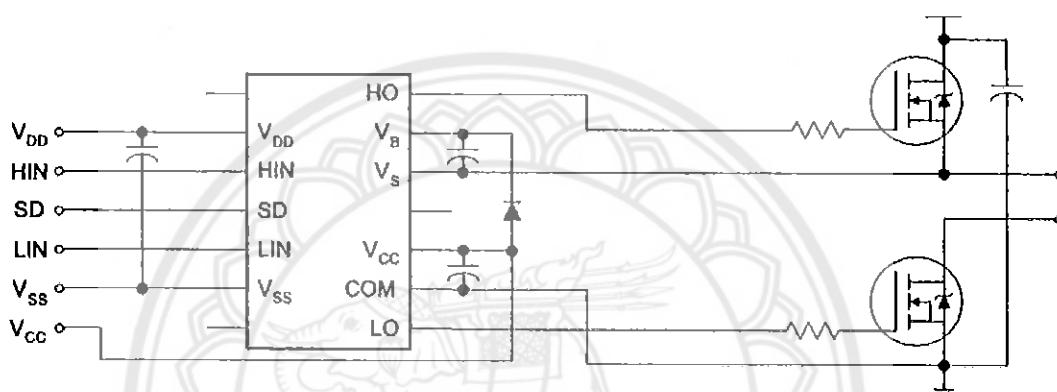 HO
V_DD V_DD V_B
HIN HIN V_S
SD SD
LIN LIN V_CC
V_SS V_SS COM
V_CC LO